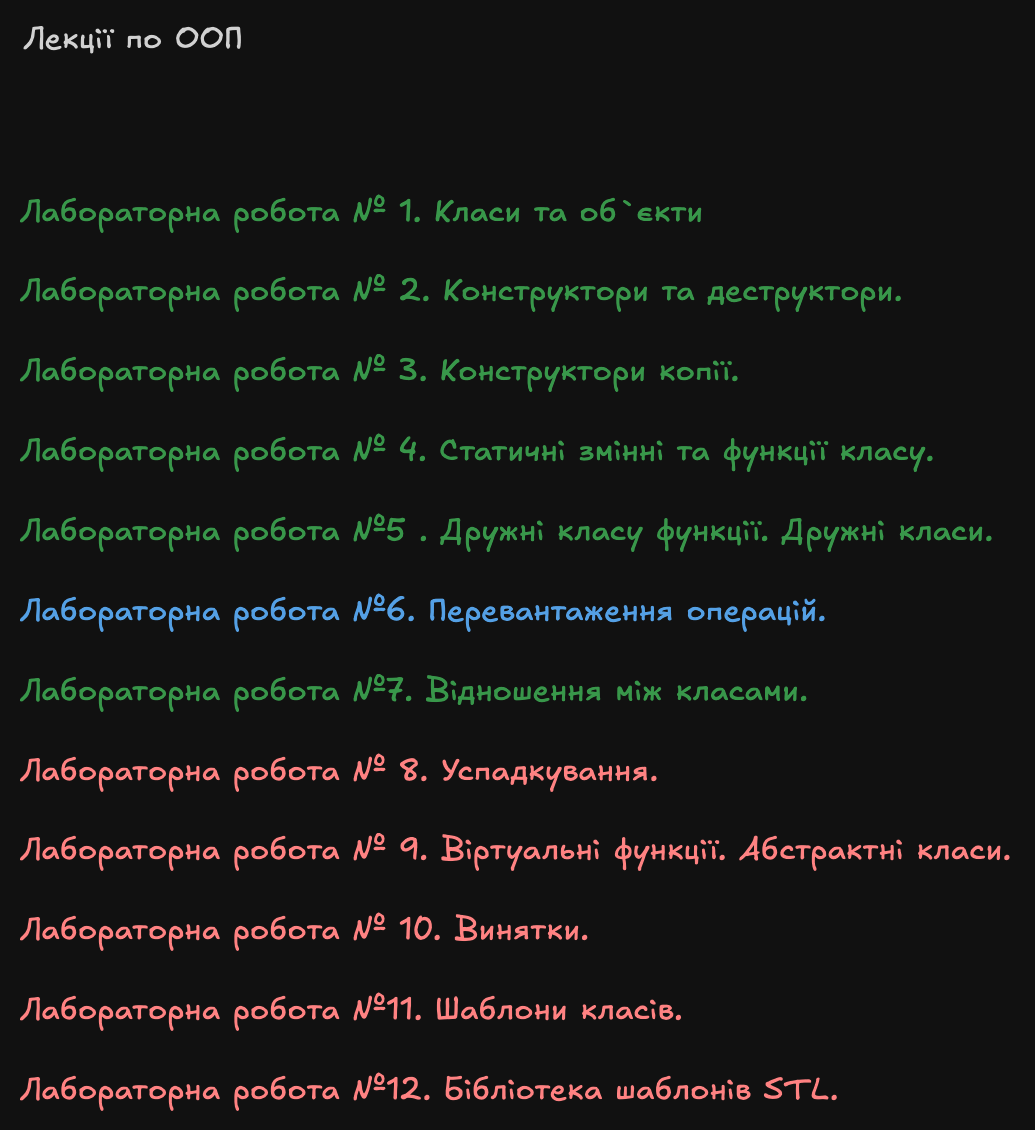 Лекції по ООП
Лабораторна робота № 1. Класи та об`єкти
Лабораторна робота № 2. Конструктори та деструктори.
Лабораторна робота № 3. Конструктори копії.
Лабораторна робота № 4. Статичні змінні та функції класу.
Лабораторна робота №5 . Дружні класу функції. Дружні класи.
Лабораторна робота №6. Перевантаження операцій.
Лабораторна робота №7. Відношення між класами.
Лабораторна робота № 8. Успадкування.
Лабораторна робота № 9. Віртуальні функції. Абстрактні класи.
Лабораторна робота № 10. Винятки.
Лабораторна робота №11. Шаблони класів.
Лабораторна робота №12. Бібліотека шаблонів STL.